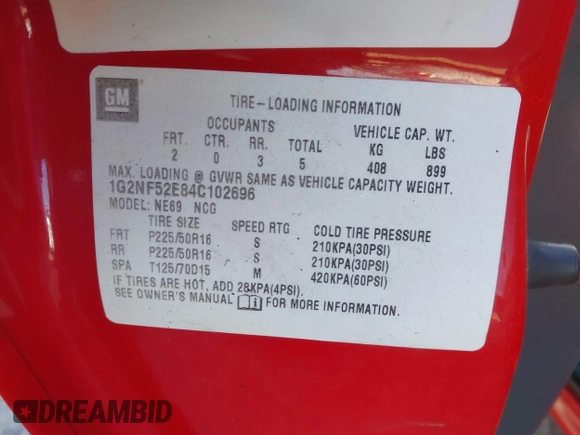 GM
TIRE-LOADING INFORMATION
OCCUPANTS VEHICLE CAP. WT.
FRT. CTR. RR. TOTAL KG LBS
2 0 3 5 408 899
MAX. LOADING @ GVWR SAME AS VEHICLE CAPACITY WEIGHT.
1G2NF52E84C102696
MODEL: NE69 NCG
TIRE SIZE SPEED RTG COLD TIRE PRESSURE
FRT P225/50R16 S 210KPA(30PSI)
RR P225/50R16 S 210KPA(30PSI)
SPA T125/70D15 M 420KPA(60PSI)
IF TIRES ARE HOT, ADD 28KPA(4PSI).
SEE OWNER'S MANUAL FOR MORE INFORMATION.
DREAMBID